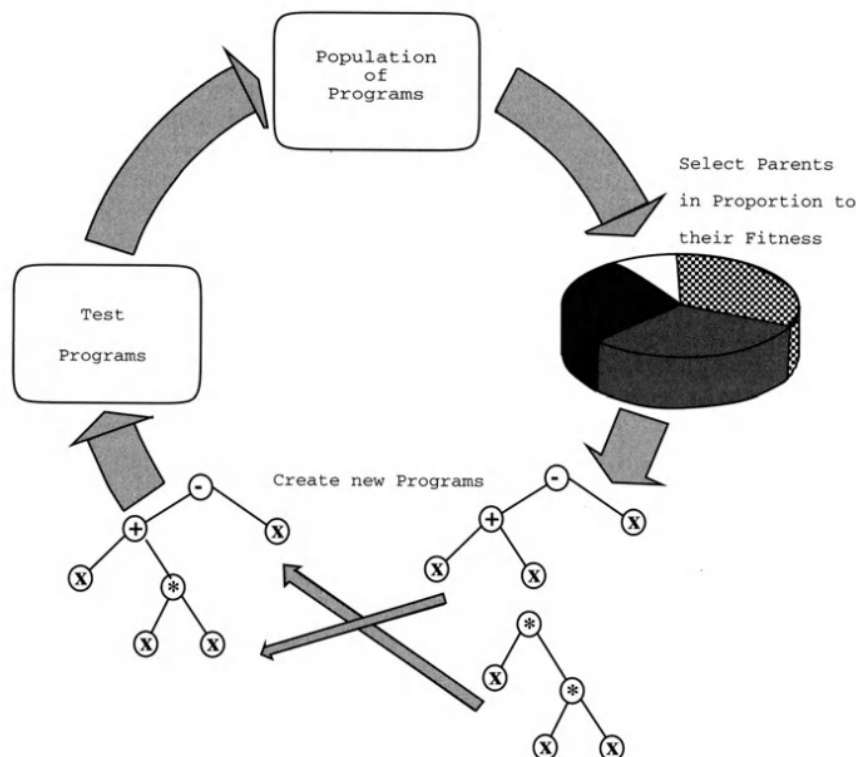 Population
of
Programs
Select Parents
in Proportion to
their Fitness
Test
Programs
Create new Programs
-
+
x
x
*
x
x
-
+
x
x
x
*
x
*
x
x